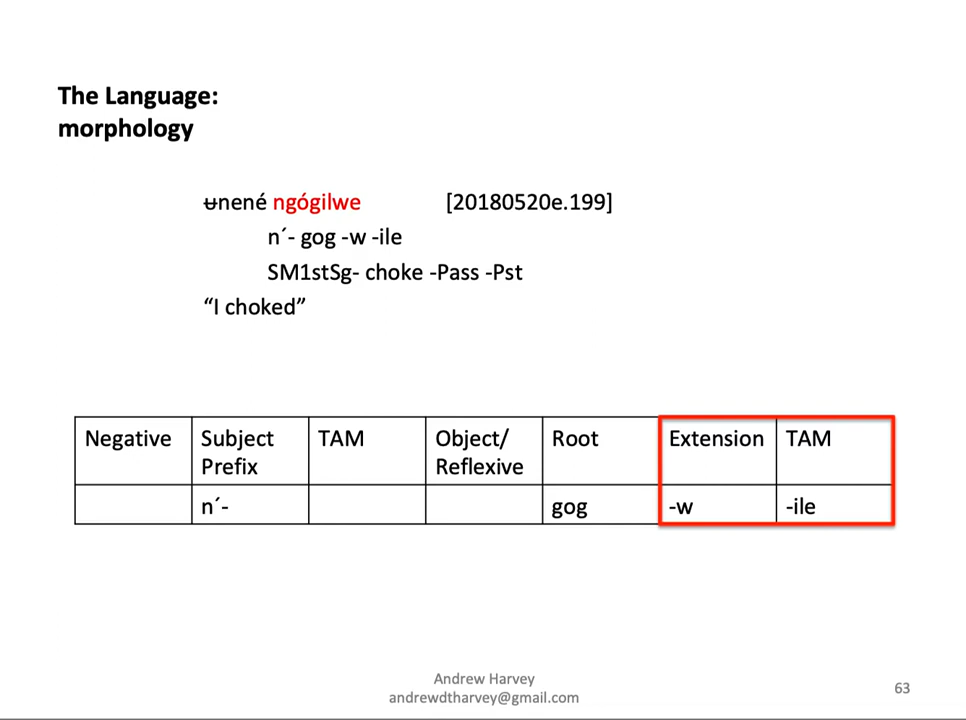 The Language:
morphology
ʉnené ngógilwe [20180520e.199]
n´- gog -w -ile
SM1stSg- choke -Pass -Pst
“I choked”
Negative Subject Prefix TAM Object/ Reflexive Root Extension TAM
n´- gog -w -ile
Andrew Harvey
andrewdtharvey@gmail.com
63